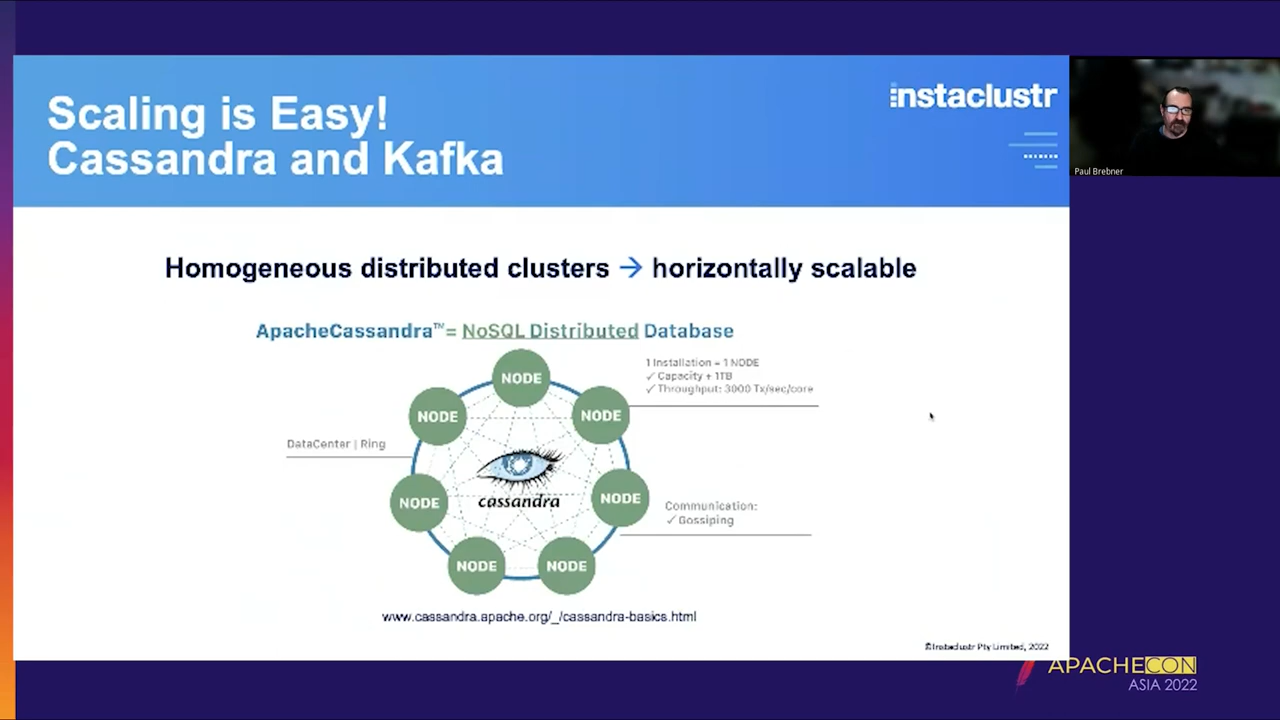 Scaling is Easy!
Cassandra and Kafka
instaclustr
Paul Brebner
Homogeneous distributed clusters → horizontally scalable
ApacheCassandra™= NoSQL Distributed Database
1 Installation = 1 NODE
✓ Capacity + 1TB
✓ Throughput: 3000 Tx/sec/core
DataCenter | Ring
NODE
NODE
NODE
NODE
NODE
NODE
NODE
cassandra
Communication:
✓ Gossiping
www.cassandra.apache.org/_/cassandra-basics.html
©Instaclustr Pty Limited, 2022
APACHECON
ASIA 2022